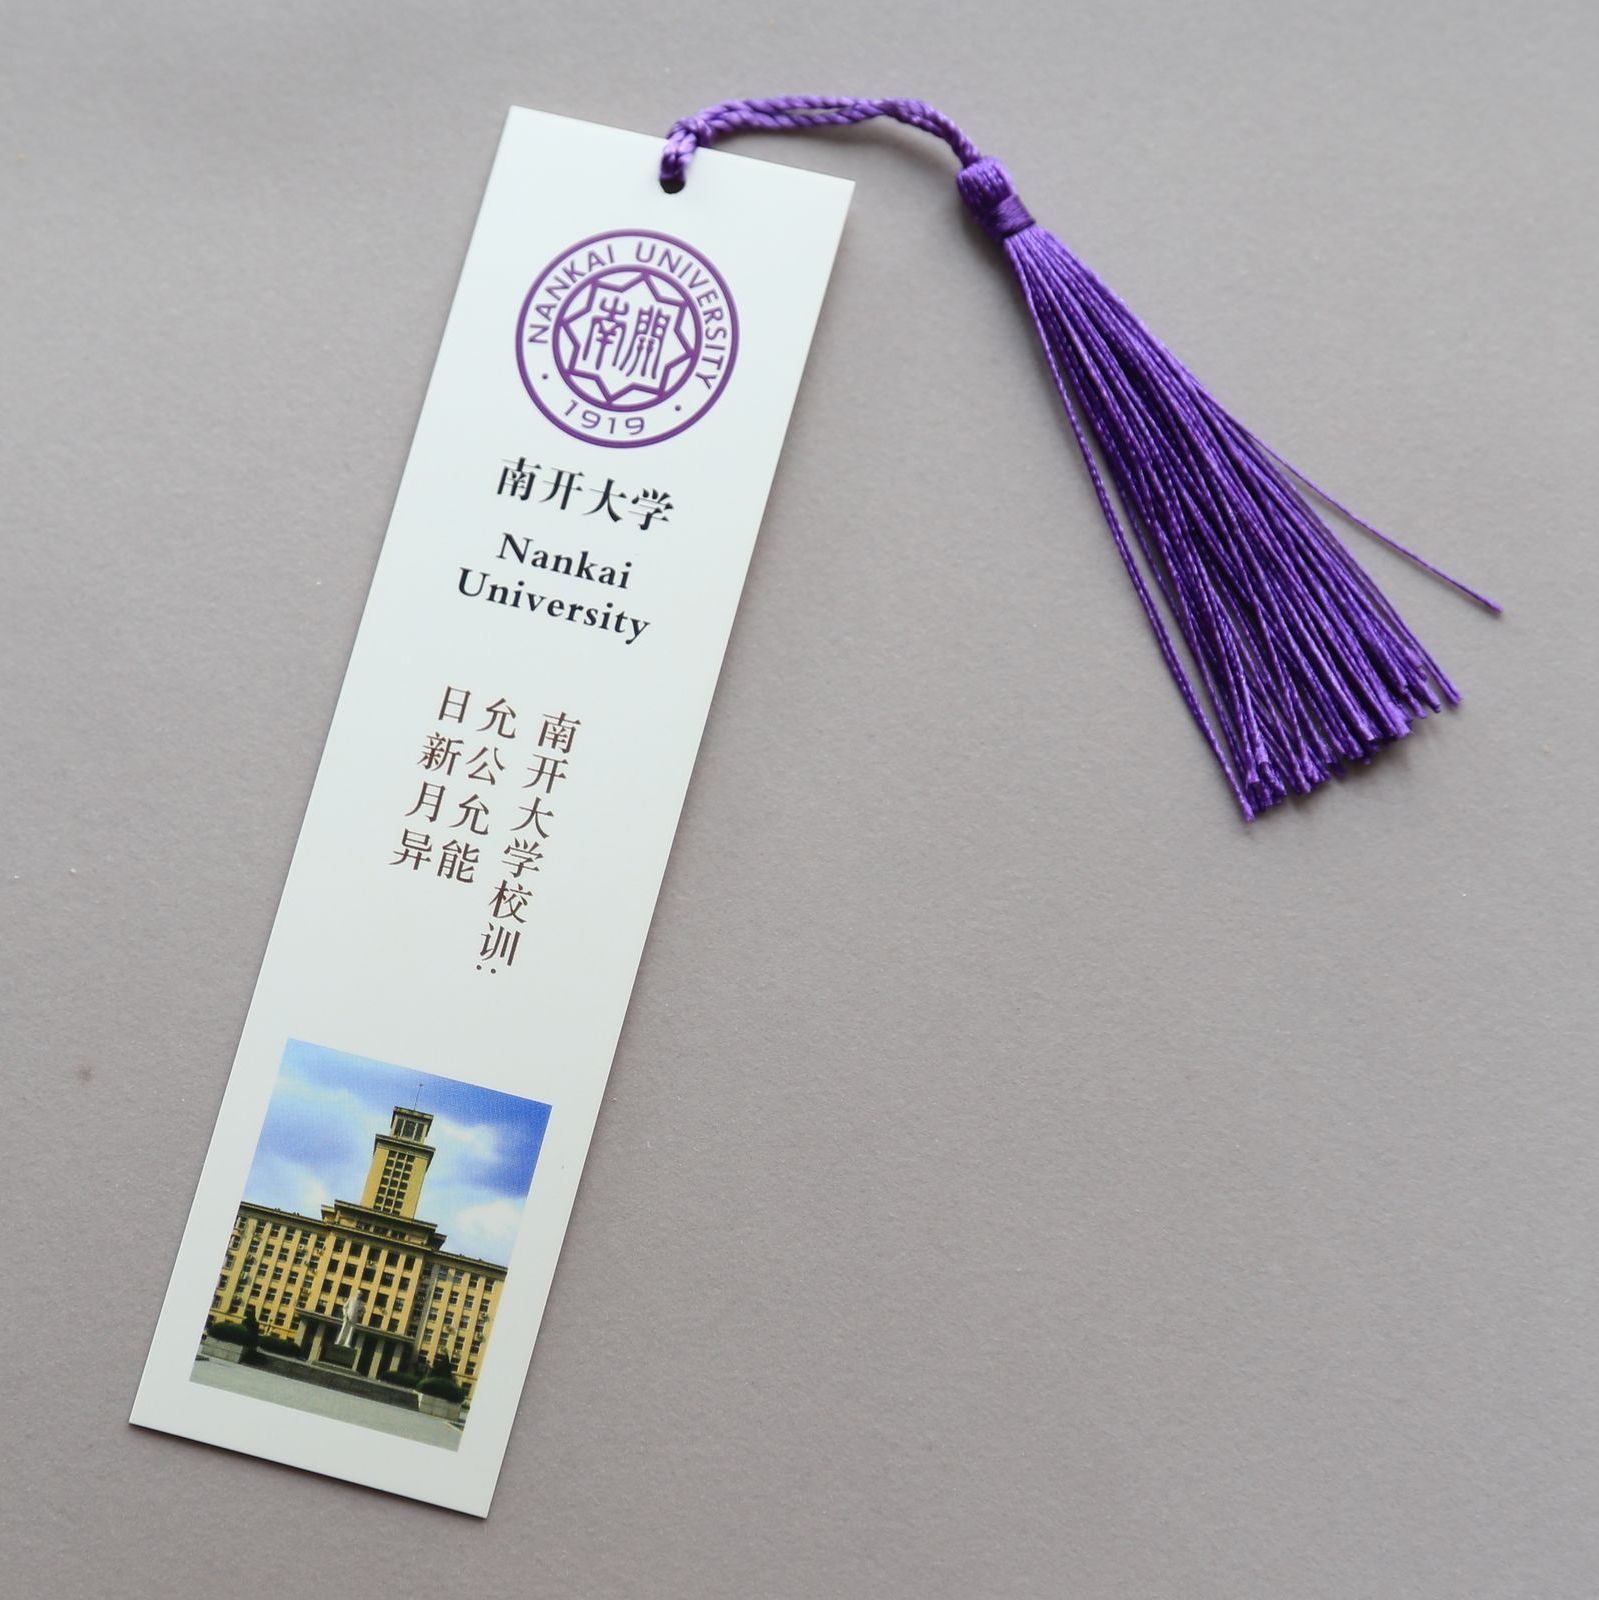 NANKAI UNIVERSITY
南開
1919
南开大学
Nankai
University
南开大学校训:
允公允能
日新月异